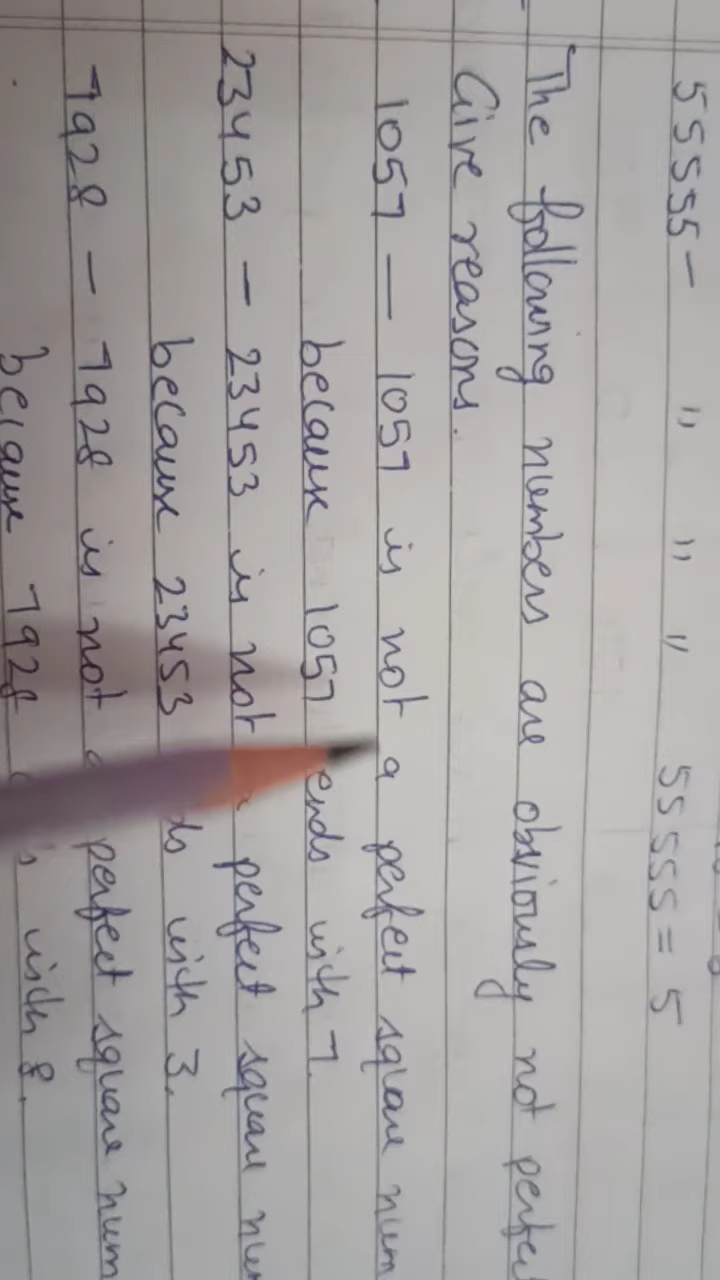 55555 - " " " 55555 = 5
The following numbers are obviously not
Give reasons.
1057 — 1057 is not a perfect square num
because 1057 ends with 7.
23453 - 23453 is not perfect square
because 23453 with 3.
7928 - 7928 is not perfect square num
because 7928 with 8.